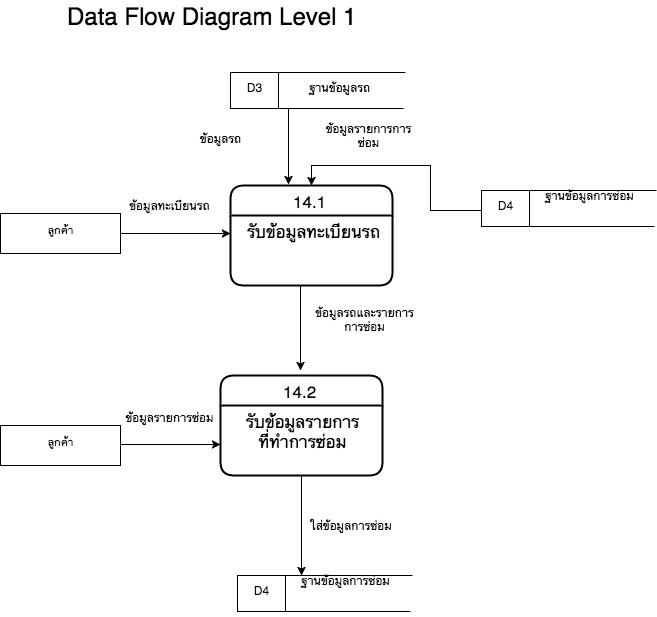 Data Flow Diagram Level 1
D3
ฐานข้อมูลรถ
ข้อมูลรถ
ข้อมูลรายการการ
ซ่อม
D4
ฐานข้อมูลการซ่อม
14.1
รับข้อมูลทะเบียนรถ
ข้อมูลทะเบียนรถ
ลูกค้า
ข้อมูลรถและรายการ
การซ่อม
14.2
รับข้อมูลรายการ
ที่ทำการซ่อม
ข้อมูลรายการซ่อม
ลูกค้า
ใส่ข้อมูลการซ่อม
D4
ฐานข้อมูลการซ่อม